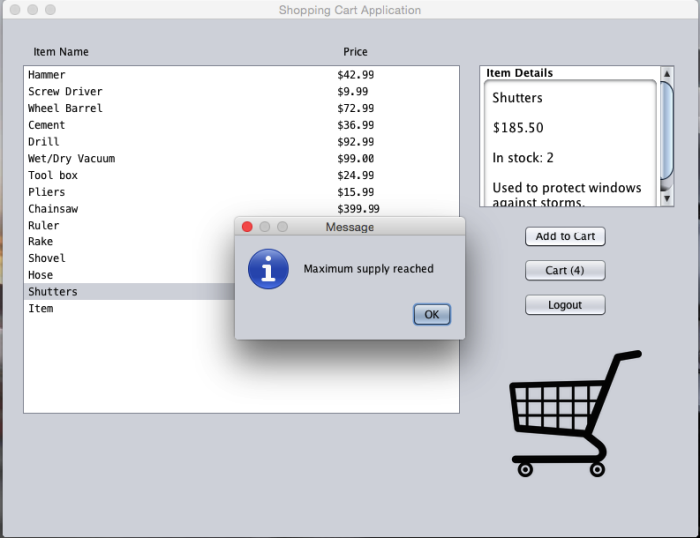 Shopping Cart Application
Item Name Price
Hammer $42.99
Screw Driver $9.99
Wheel Barrel $72.99
Cement $36.99
Drill $92.99
Wet/Dry Vacuum $99.00
Tool box $24.99
Pliers $15.99
Chainsaw $399.99
Ruler
Rake
Shovel
Hose
Shutters
Item
Item Details
Shutters
$185.50
In stock: 2
Used to protect windows
against storms.
Message
Maximum supply reached
OK
Add to Cart
Cart (4)
Logout